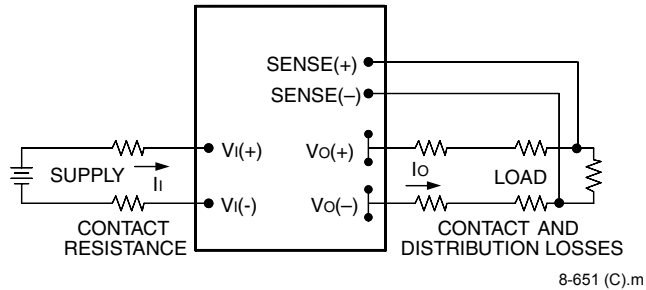 SENSE(+)
SENSE(–)
VI(+)
VO(+)
SUPPLY
II
IO
LOAD
VI(-)
VO(–)
CONTACT
RESISTANCE
CONTACT AND
DISTRIBUTION LOSSES
8-651 (C).m